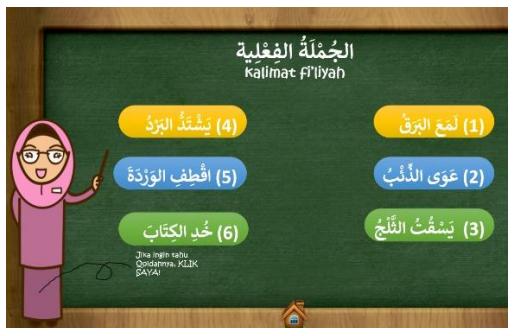 الجُمْلَةُ الفِعْلِية
kalimat fi'liyah
(1) لَمَعَ البَرَقُ
(2) عَوَى الذِّئْبُ
(3) يَسْقُتُ الثَّلْجُ
(4) يَشْتَدُّ البَرْدُ
(5) اقْطِفِ الوَرْدَةَ
(6) خُدِ الكِتَابَ
Jika ingin tahu
Qoidahnya, KLIK
SAYA!